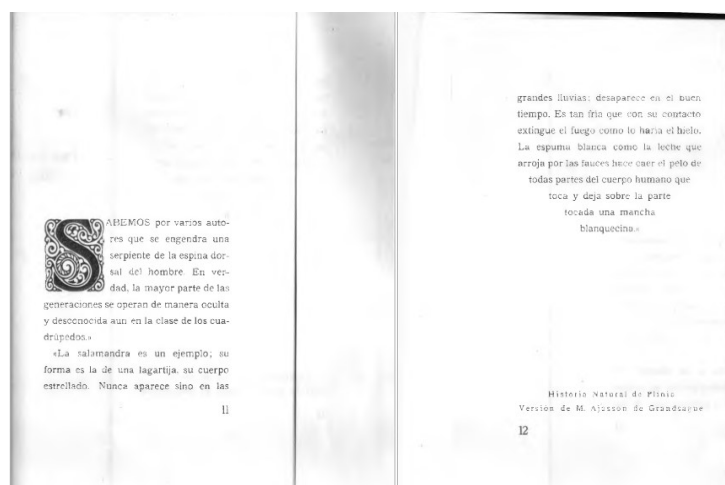 SABEMOS por varios auto-
res que se engendra una
serpiente de la espina dor-
sal del hombre. En ver-
dad, la mayor parte de las
generaciones se operan de manera oculta
y desconocida aun en la clase de los cua-
drúpedos.»
«La salamandra es un ejemplo; su
forma es la de una lagartija, su cuerpo
estrellado. Nunca aparece sino en las
11
grandes lluvias; desaparece en el buen
tiempo. Es tan fria que con su contacto
extingue el fuego como lo haria el hielo.
La espuma blanca como la leche que
arroja por las fauces hace caer el pelo de
todas partes del cuerpo humano que
toca y deja sobre la parte
tocada una mancha
blanquecina.»
Historia Natural de Plinio
Versión de M. Ajasson de Grandsagne
12